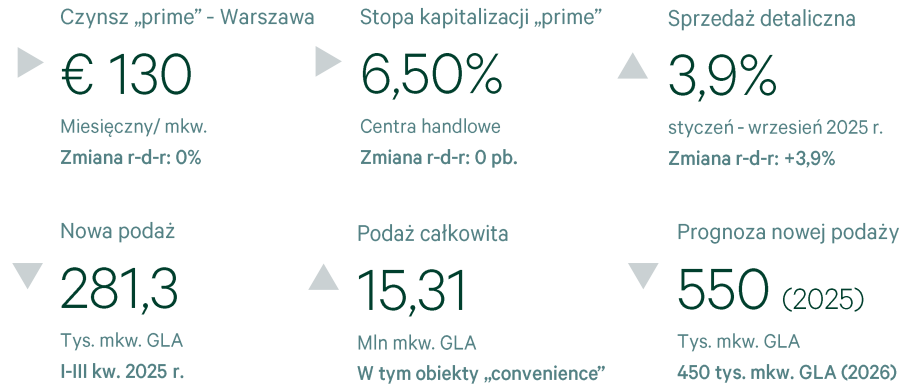 Czynsz „prime” - Warszawa
€ 130
Miesięczny/ mkw.
Zmiana r-d-r: 0%
Stopa kapitalizacji „prime”
6,50%
Centra handlowe
Zmiana r-d-r: 0 pb.
Sprzedaż detaliczna
3,9%
styczeń - wrzesień 2025 r.
Zmiana r-d-r: +3,9%
Nowa podaż
281,3
Tys. mkw. GLA
I-III kw. 2025 r.
Podaż całkowita
15,31
Mln mkw. GLA
W tym obiekty „convenience”
Prognoza nowej podaży
550 (2025)
Tys. mkw. GLA
450 tys. mkw. GLA (2026)